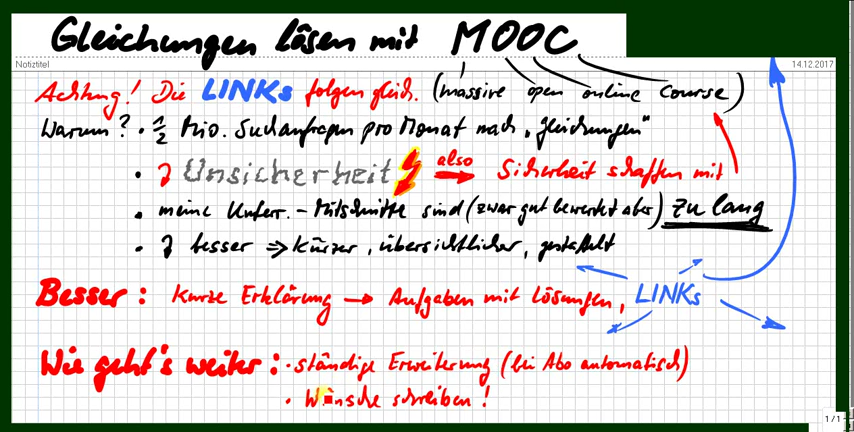 Gleichungen lösen mit MOOC
Notiztitel 14.12.2017
Achtung! Die LINKs folgen gleich. (massive open online course)
Warum? · 1/2 Mio. Suchanfragen pro Monat nach „gleichungen"
· Unsicherheit also → Sicherheit schaffen mit
· meine Unterr.-Mitschnitte sind (zwar gut bewertet aber) zu lang
· besser ⇒ kürzer, übersichtlicher, gestaffelt
Besser: Kurze Erklärung → Aufgaben mit Lösungen, LINKs
Wie geht's weiter: · ständige Erweiterung (bei Abo automatisch)
· Wünsche schreiben!
1/1